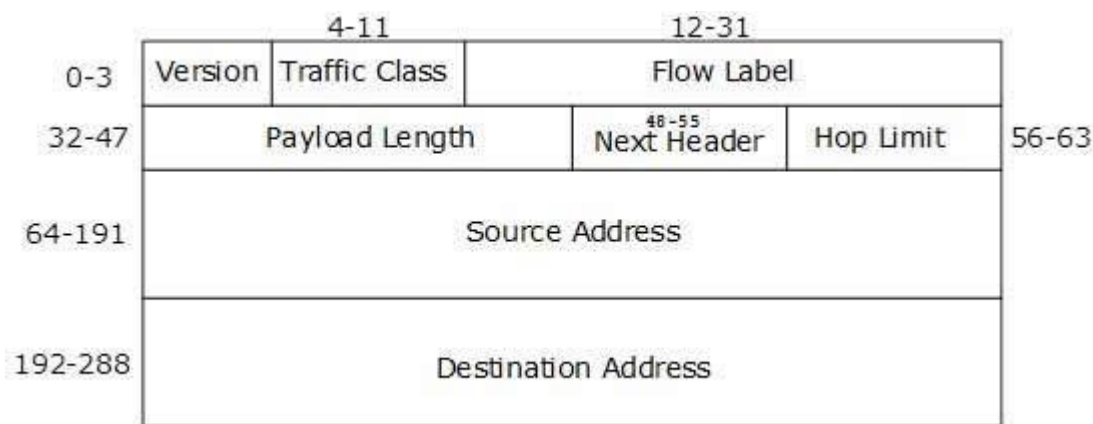 4-11 12-31
0-3 Version Traffic Class Flow Label
48-55
32-47 Payload Length Next Header Hop Limit 56-63
64-191 Source Address
192-288 Destination Address